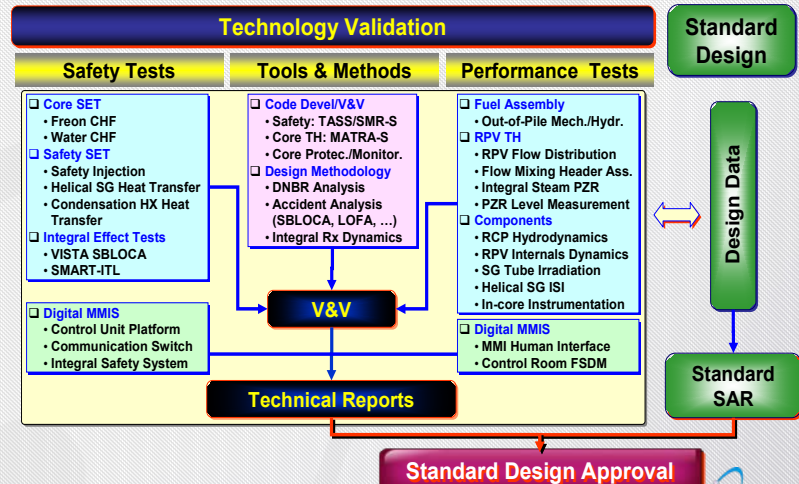 Technology Validation
Standard
Design
Safety Tests
Tools & Methods
Performance Tests
❑ Core SET
• Freon CHF
• Water CHF
❑ Safety SET
• Safety Injection
• Helical SG Heat Transfer
• Condensation HX Heat
Transfer
❑ Integral Effect Tests
• VISTA SBLOCA
• SMART-ITL
❑ Code Devel/V&V
• Safety: TASS/SMR-S
• Core TH: MATRA-S
• Core Protec./Monitor.
❑ Design Methodology
• DNBR Analysis
• Accident Analysis
(SBLOCA, LOFA, …)
• Integral Rx Dynamics
❑ Fuel Assembly
• Out-of-Pile Mech./Hydr.
❑ RPV TH
• RPV Flow Distribution
• Flow Mixing Header Ass.
• Integral Steam PZR
• PZR Level Measurement
❑ Components
• RCP Hydrodynamics
• RPV Internals Dynamics
• SG Tube Irradiation
• Helical SG ISI
• In-core Instrumentation
Design Data
V&V
❑ Digital MMIS
• Control Unit Platform
• Communication Switch
• Integral Safety System
❑ Digital MMIS
• MMI Human Interface
• Control Room FSDM
Technical Reports
Standard
SAR
Standard Design Approval